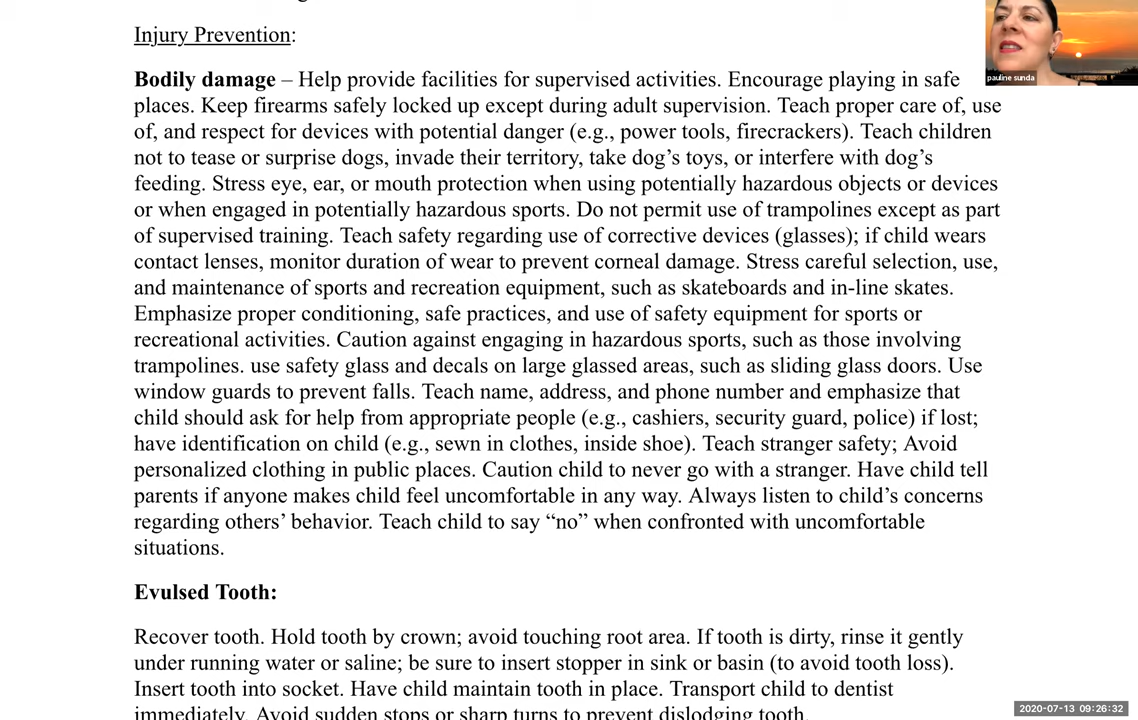 Injury Prevention:
pauline sunda
Bodily damage – Help provide facilities for supervised activities. Encourage playing in safe
places. Keep firearms safely locked up except during adult supervision. Teach proper care of, use
of, and respect for devices with potential danger (e.g., power tools, firecrackers). Teach children
not to tease or surprise dogs, invade their territory, take dog's toys, or interfere with dog's
feeding. Stress eye, ear, or mouth protection when using potentially hazardous objects or devices
or when engaged in potentially hazardous sports. Do not permit use of trampolines except as part
of supervised training. Teach safety regarding use of corrective devices (glasses); if child wears
contact lenses, monitor duration of wear to prevent corneal damage. Stress careful selection, use,
and maintenance of sports and recreation equipment, such as skateboards and in-line skates.
Emphasize proper conditioning, safe practices, and use of safety equipment for sports or
recreational activities. Caution against engaging in hazardous sports, such as those involving
trampolines. use safety glass and decals on large glassed areas, such as sliding glass doors. Use
window guards to prevent falls. Teach name, address, and phone number and emphasize that
child should ask for help from appropriate people (e.g., cashiers, security guard, police) if lost;
have identification on child (e.g., sewn in clothes, inside shoe). Teach stranger safety; Avoid
personalized clothing in public places. Caution child to never go with a stranger. Have child tell
parents if anyone makes child feel uncomfortable in any way. Always listen to child's concerns
regarding others' behavior. Teach child to say "no" when confronted with uncomfortable
situations.
Evulsed Tooth:
Recover tooth. Hold tooth by crown; avoid touching root area. If tooth is dirty, rinse it gently
under running water or saline; be sure to insert stopper in sink or basin (to avoid tooth loss).
Insert tooth into socket. Have child maintain tooth in place. Transport child to dentist
immediately. Avoid sudden stops or sharp turns to prevent dislodging tooth.
2020-07-13 09:26:32